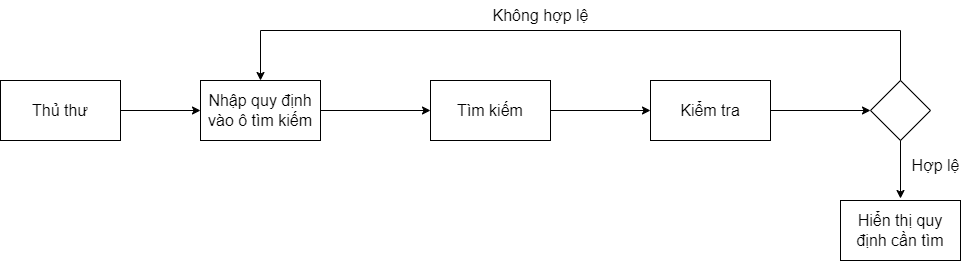 Không hợp lệ
Thủ thư
Nhập quy định
vào ô tìm kiếm
Tìm kiếm
Kiểm tra
Hợp lệ
Hiển thị quy
định cần tìm